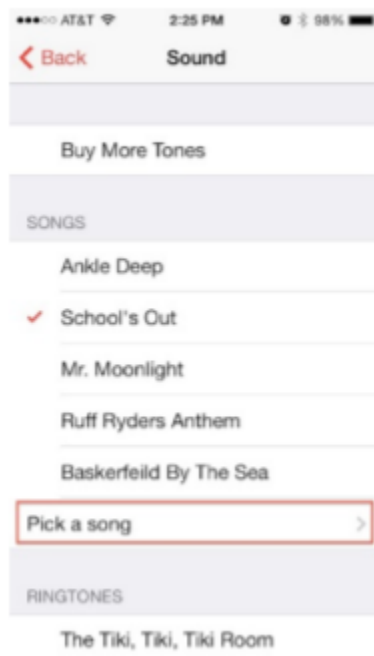 AT&T 2:25 PM 98%
Back Sound
Buy More Tones
SONGS
Ankle Deep
School's Out
Mr. Moonlight
Ruff Ryders Anthem
Baskerfeild By The Sea
Pick a song
RINGTONES
The Tiki, Tiki, Tiki Room